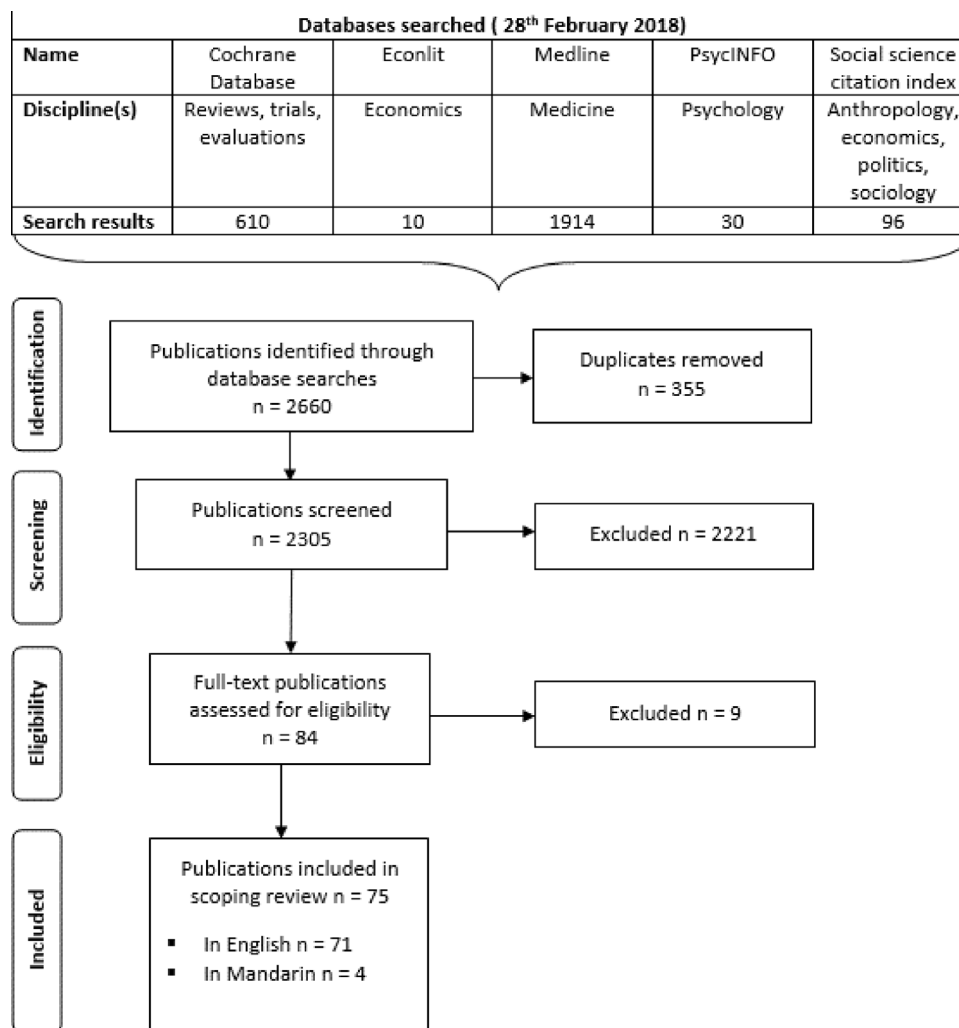 Databases searched ( 28th February 2018)
Name Cochrane Database Econlit Medline PsycINFO Social science citation index
Discipline(s) Reviews, trials, evaluations Economics Medicine Psychology Anthropology, economics, politics, sociology
Search results 610 10 1914 30 96
Identification
Publications identified through
database searches
n = 2660
Duplicates removed
n = 355
Screening
Publications screened
n = 2305
Excluded n = 2221
Eligibility
Full-text publications
assessed for eligibility
n = 84
Excluded n = 9
Included
Publications included in
scoping review n = 75
▪ In English n = 71
▪ In Mandarin n = 4